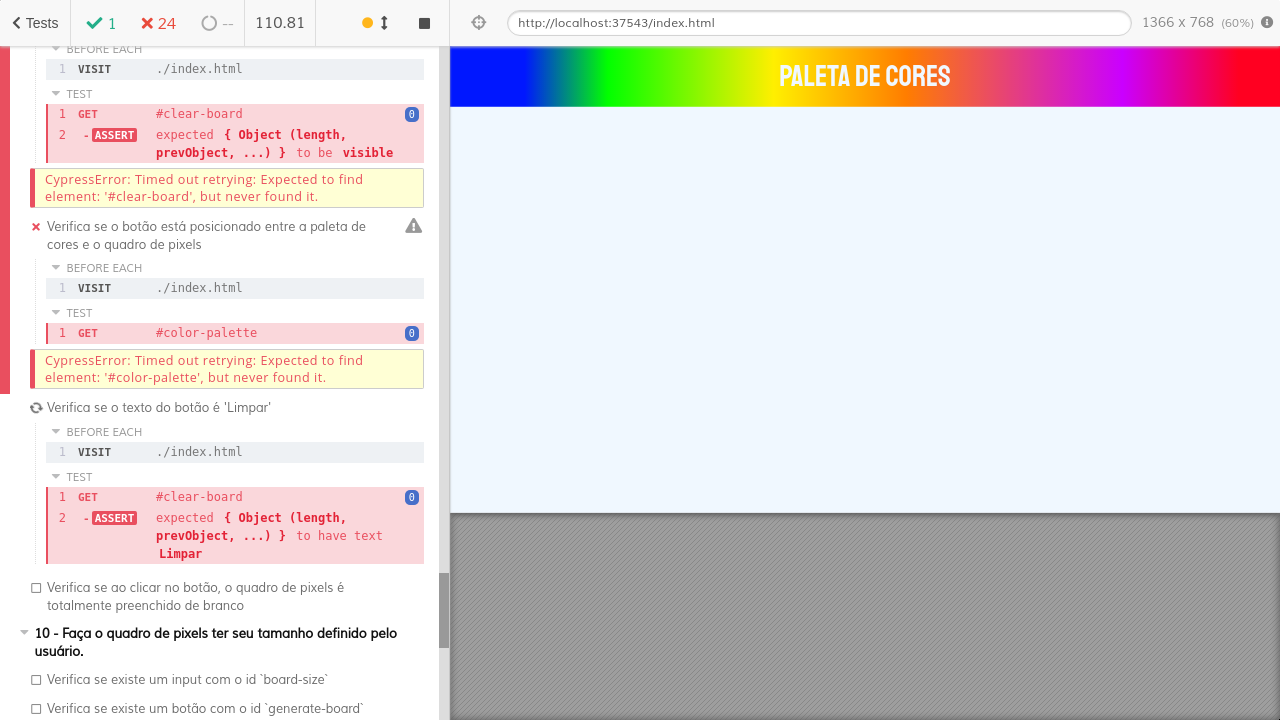 Tests
1
24
--
110.81
http://localhost:37543/index.html
1366 x 768 (60%)
BEFORE EACH
1 VISIT ./index.html
TEST
1 GET #clear-board 0
2 - ASSERT expected { Object (length,
prevObject, ...) } to be visible
CypressError: Timed out retrying: Expected to find
element: '#clear-board', but never found it.
Verifica se o botão está posicionado entre a paleta de
cores e o quadro de pixels
BEFORE EACH
1 VISIT ./index.html
TEST
1 GET #color-palette 0
CypressError: Timed out retrying: Expected to find
element: '#color-palette', but never found it.
Verifica se o texto do botão é 'Limpar'
BEFORE EACH
1 VISIT ./index.html
TEST
1 GET #clear-board 0
2 - ASSERT expected { Object (length,
prevObject, ...) } to have text
Limpar
Verifica se ao clicar no botão, o quadro de pixels é
totalmente preenchido de branco
10 - Faça o quadro de pixels ter seu tamanho definido pelo
usuário.
Verifica se existe um input com o id `board-size`
Verifica se existe um botão com o id `generate-board`
PALETA DE CORES